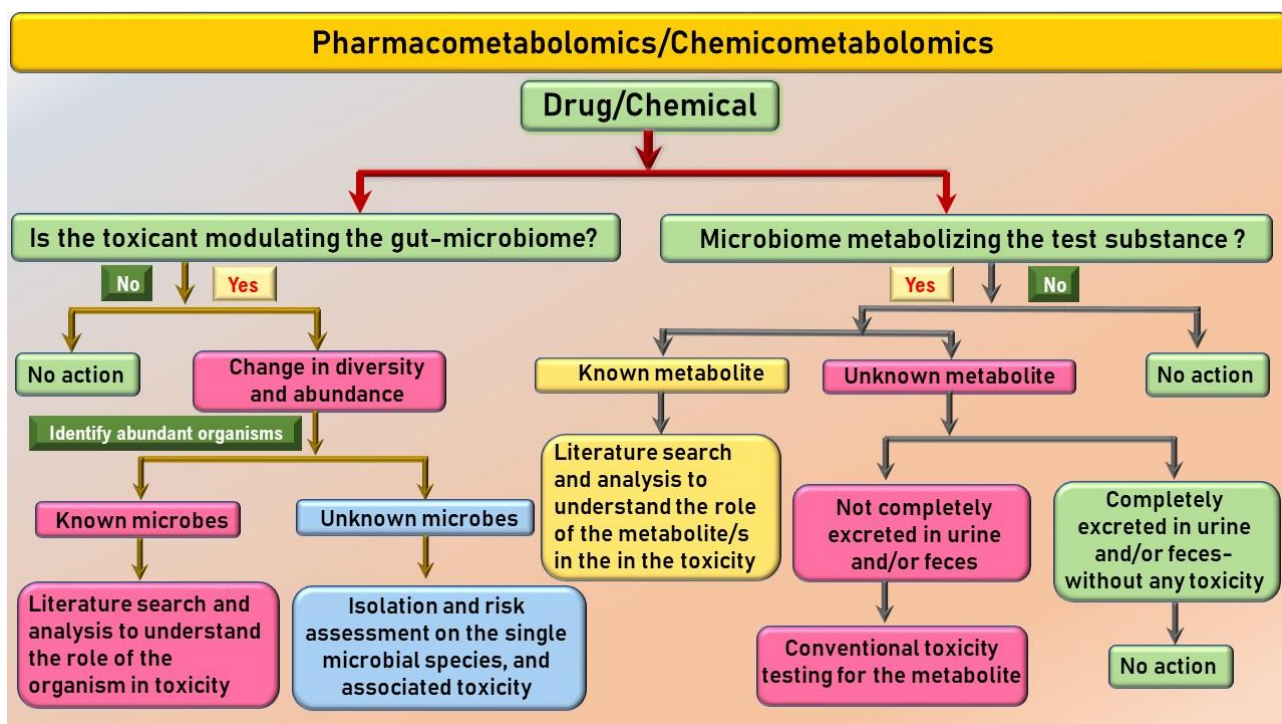 Pharmacometabolomics/Chemicometabolomics
Drug/Chemical
Is the toxicant modulating the gut-microbiome?
Microbiome metabolizing the test substance ?
No
Yes
Yes
No
No action
Change in diversity
and abundance
Known metabolite
Unknown metabolite
No action
Identify abundant organisms
Known microbes
Unknown microbes
Literature search
and analysis to
understand the role
of the metabolite/s
in the in the toxicity
Not completely
excreted in urine
and/or feces
Completely
excreted in urine
and/or feces-
without any toxicity
Literature search and
analysis to understand
the role of the
organism in toxicity
Isolation and risk
assessment on the single
microbial species, and
associated toxicity
Conventional toxicity
testing for the metabolite
No action